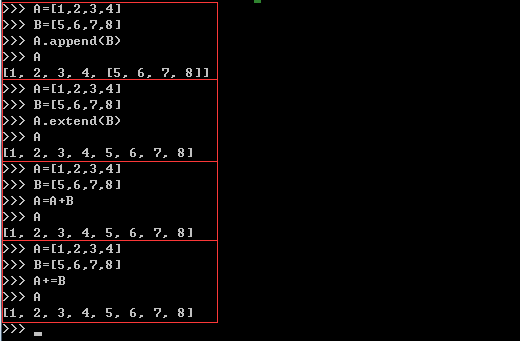 >>> A=[1,2,3,4]
>>> B=[5,6,7,8]
>>> A.append(B)
>>> A
[1, 2, 3, 4, [5, 6, 7, 8]]
>>> A=[1,2,3,4]
>>> B=[5,6,7,8]
>>> A.extend(B)
>>> A
[1, 2, 3, 4, 5, 6, 7, 8]
>>> A=[1,2,3,4]
>>> B=[5,6,7,8]
>>> A=A+B
>>> A
[1, 2, 3, 4, 5, 6, 7, 8]
>>> A=[1,2,3,4]
>>> B=[5,6,7,8]
>>> A+=B
>>> A
[1, 2, 3, 4, 5, 6, 7, 8]
>>>